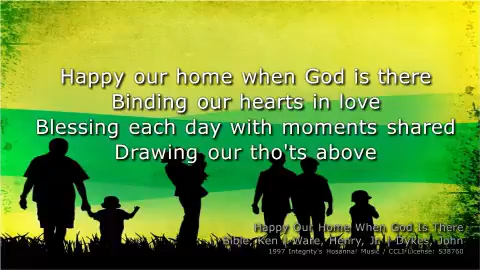 Happy our home when God is there
Binding our hearts in love
Blessing each day with moments shared
Drawing our tho'ts above
Happy Our Home When God Is There
Bible, Ken | Ware, Henry, Jr. | Dykes, John
1997 Integrity's Hosanna! Music / CCLI License: 538760